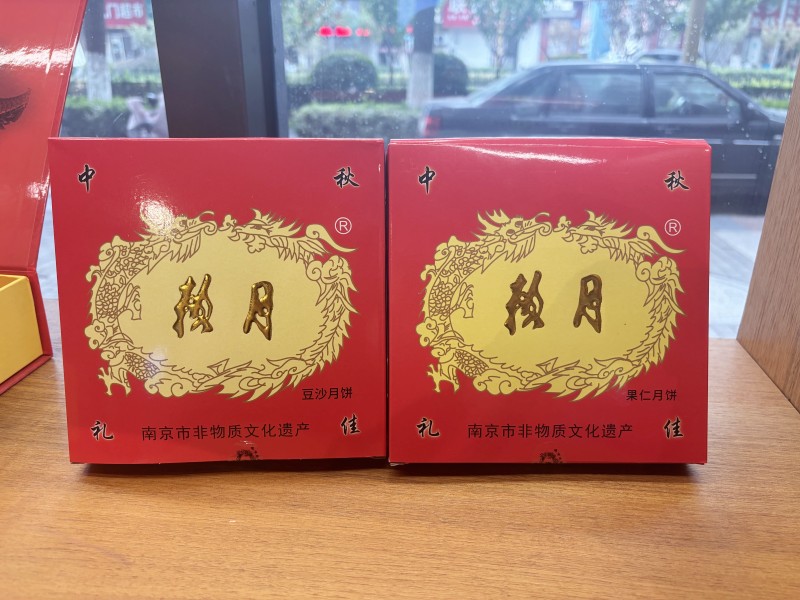 中 秋
®
月
豆沙月饼
礼 佳
南京市非物质文化遗产
中 秋
®
月
果仁月饼
礼 佳
南京市非物质文化遗产